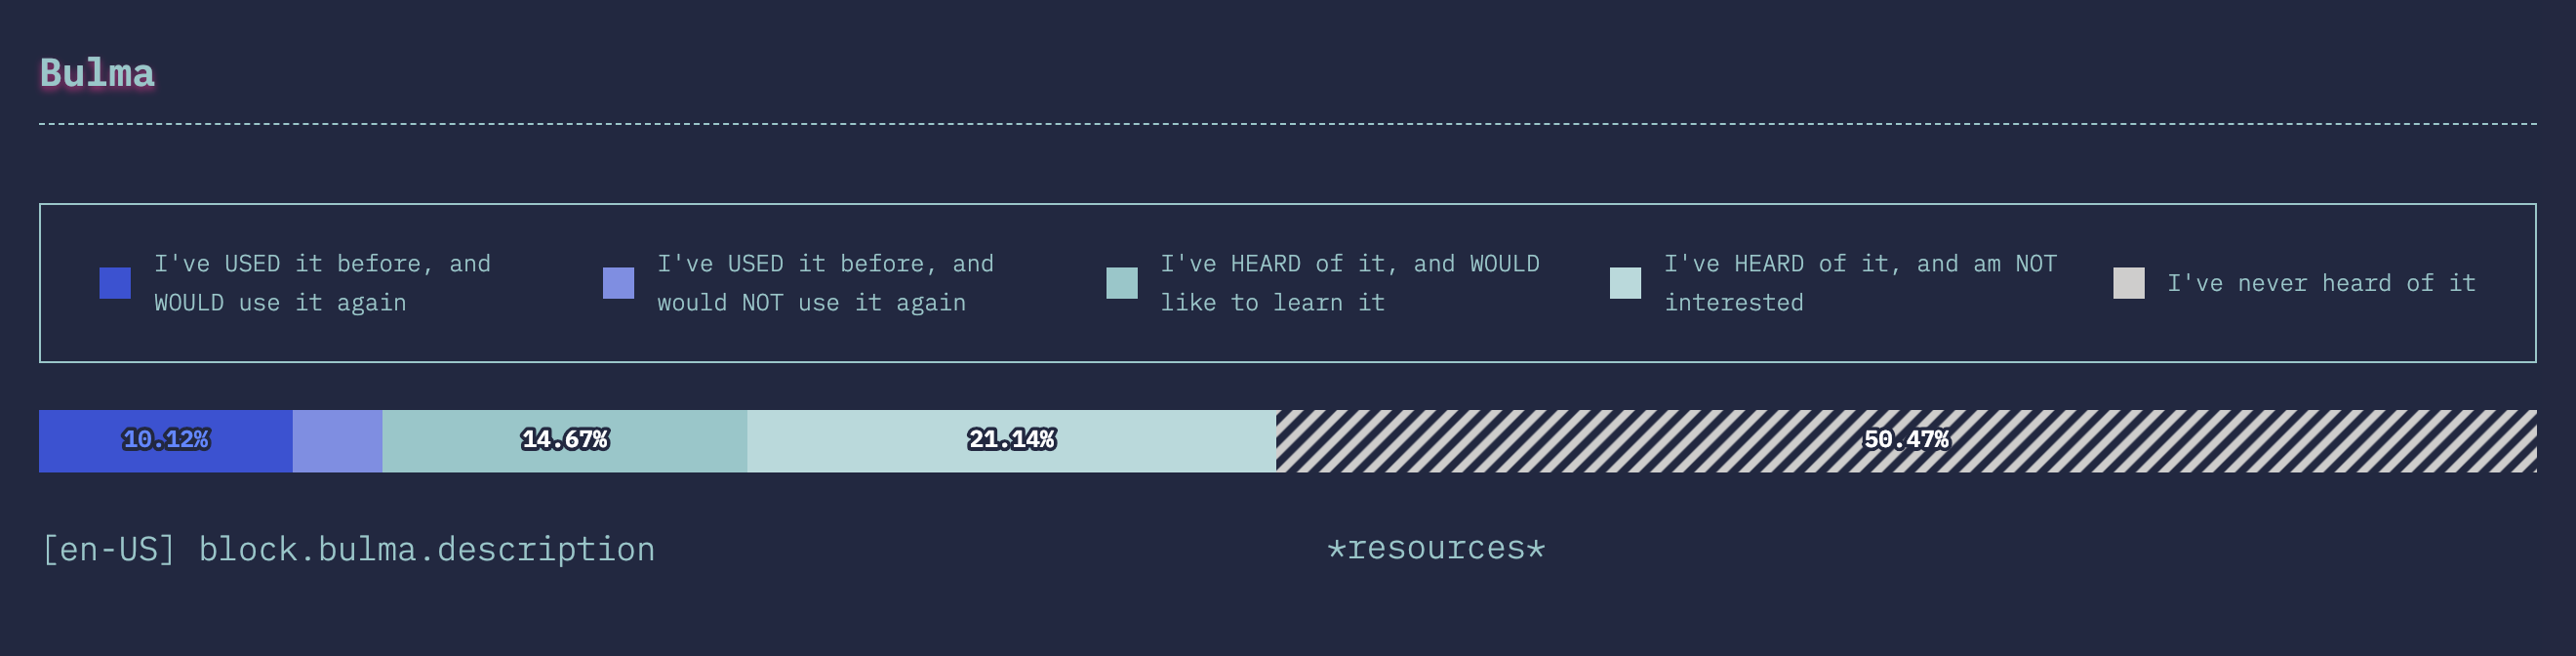 Bulma
I've USED it before, and
WOULD use it again
I've USED it before, and
would NOT use it again
I've HEARD of it, and WOULD
like to learn it
I've HEARD of it, and am NOT
interested
I've never heard of it
10.12%
14.67%
21.14%
50.47%
[en-US] block.bulma.description
*resources*